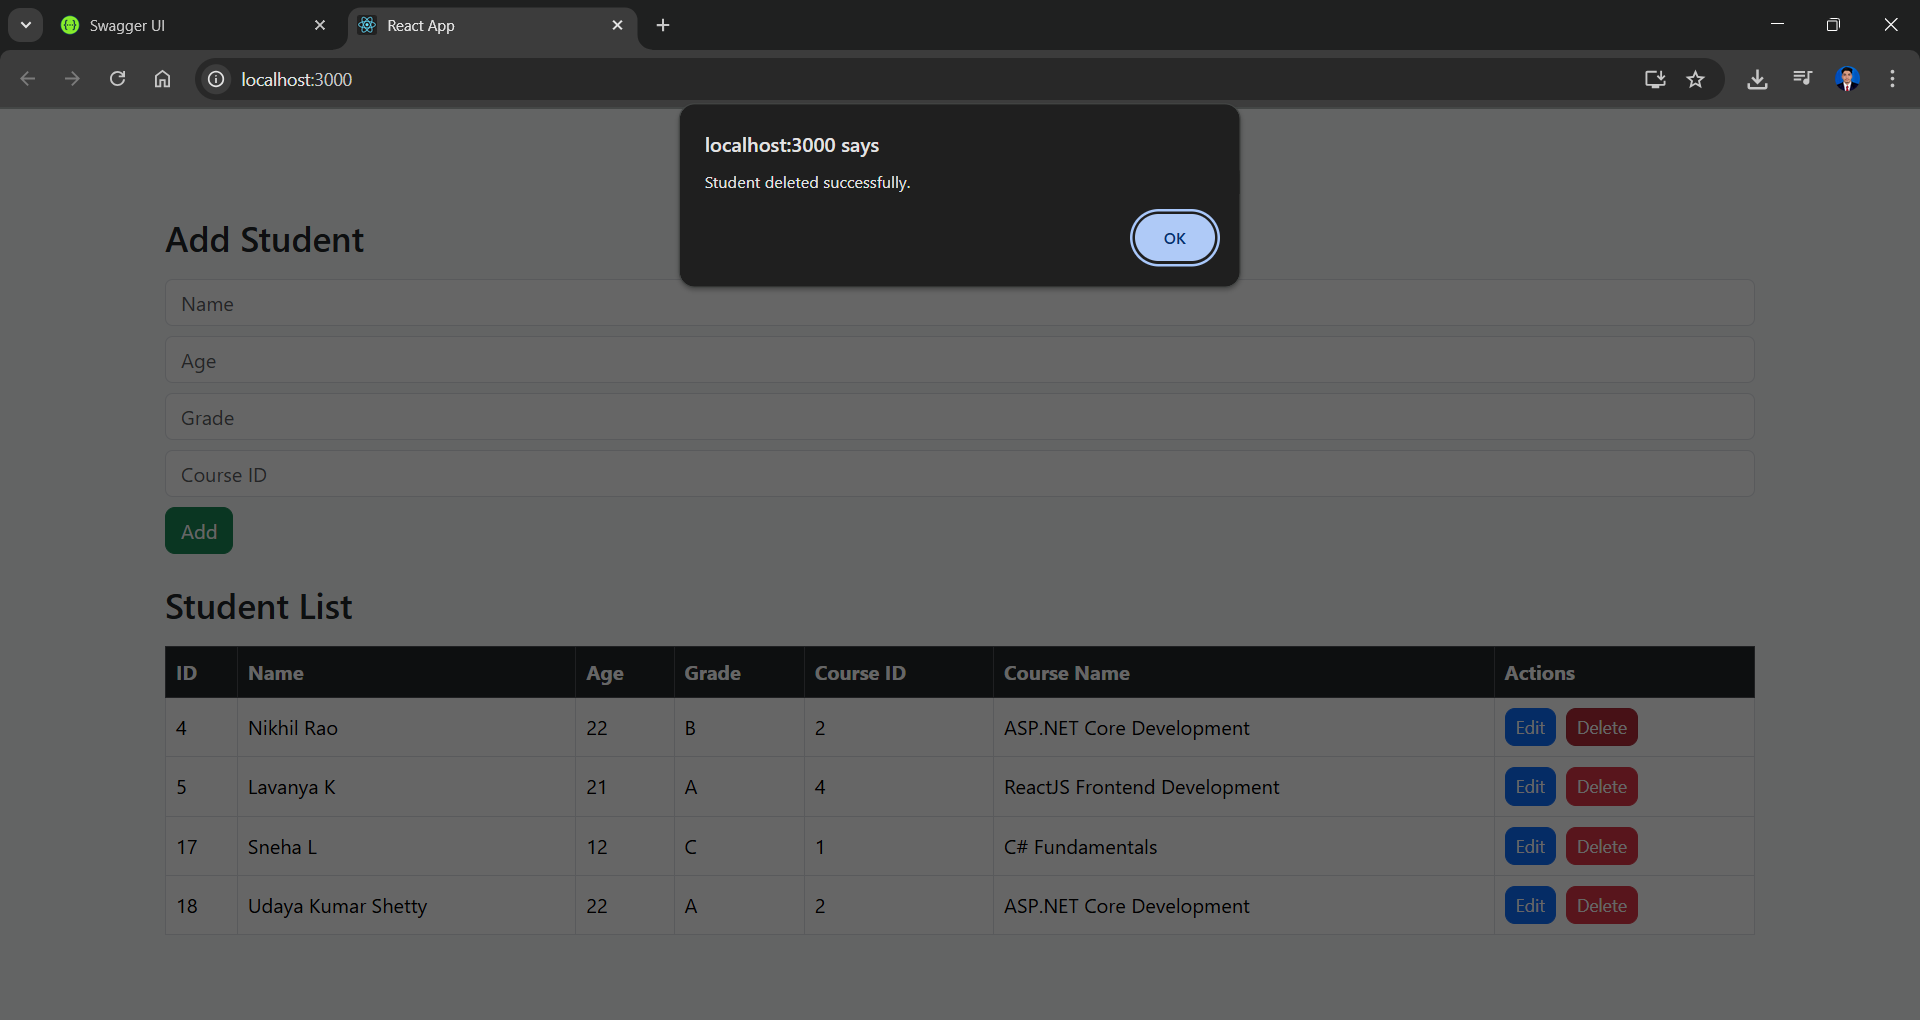 Swagger UI
React App
localhost:3000
localhost:3000 says
Student deleted successfully.
OK
Add Student
Name
Age
Grade
Course ID
Add
Student List
ID Name Age Grade Course ID Course Name Actions
4 Nikhil Rao 22 B 2 ASP.NET Core Development Edit Delete
5 Lavanya K 21 A 4 ReactJS Frontend Development Edit Delete
17 Sneha L 12 C 1 C# Fundamentals Edit Delete
18 Udaya Kumar Shetty 22 A 2 ASP.NET Core Development Edit Delete